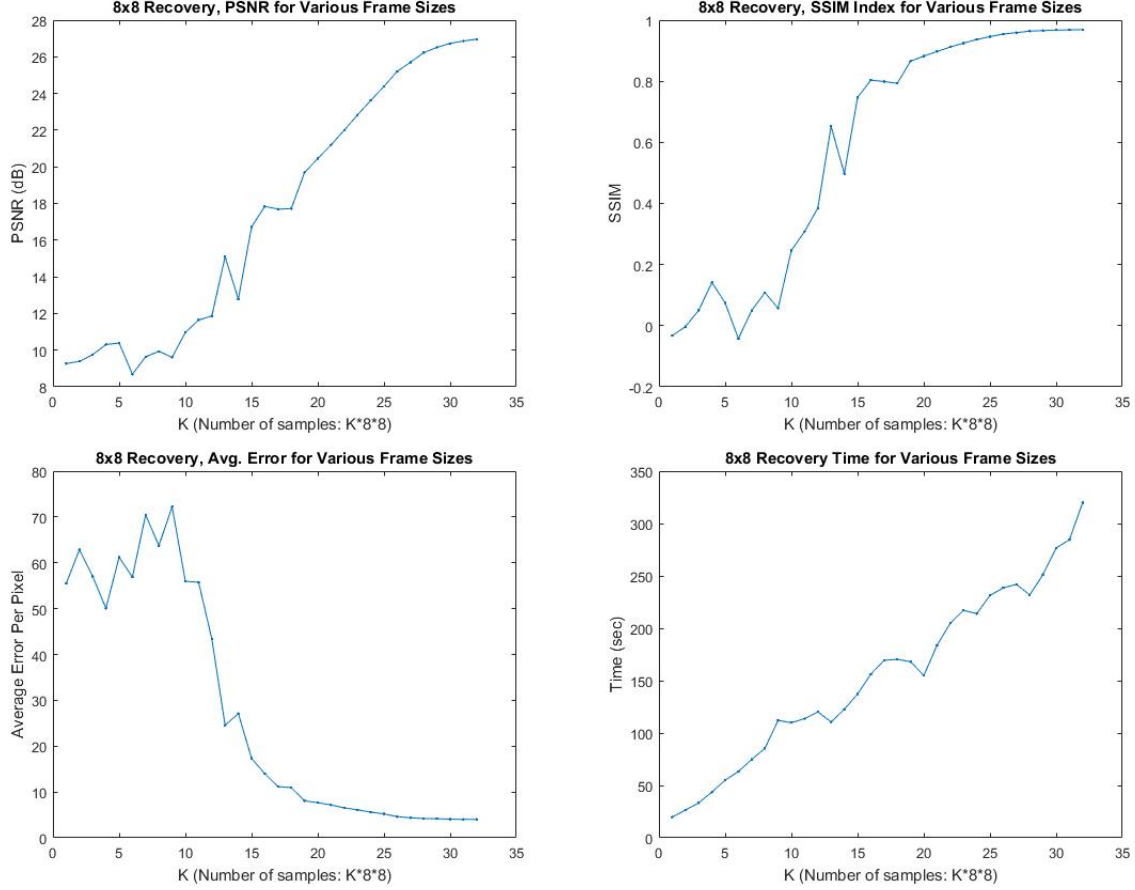 8x8 Recovery, PSNR for Various Frame Sizes
28
26
24
22
20
18
16
14
12
10
8
PSNR (dB)
0 5 10 15 20 25 30 35
K (Number of samples: K*8*8)
8x8 Recovery, SSIM Index for Various Frame Sizes
1
0.8
0.6
0.4
0.2
0
-0.2
SSIM
0 5 10 15 20 25 30 35
K (Number of samples: K*8*8)
8x8 Recovery, Avg. Error for Various Frame Sizes
80
70
60
50
40
30
20
10
0
Average Error Per Pixel
0 5 10 15 20 25 30 35
K (Number of samples: K*8*8)
8x8 Recovery Time for Various Frame Sizes
350
300
250
200
150
100
50
0
Time (sec)
0 5 10 15 20 25 30 35
K (Number of samples: K*8*8)